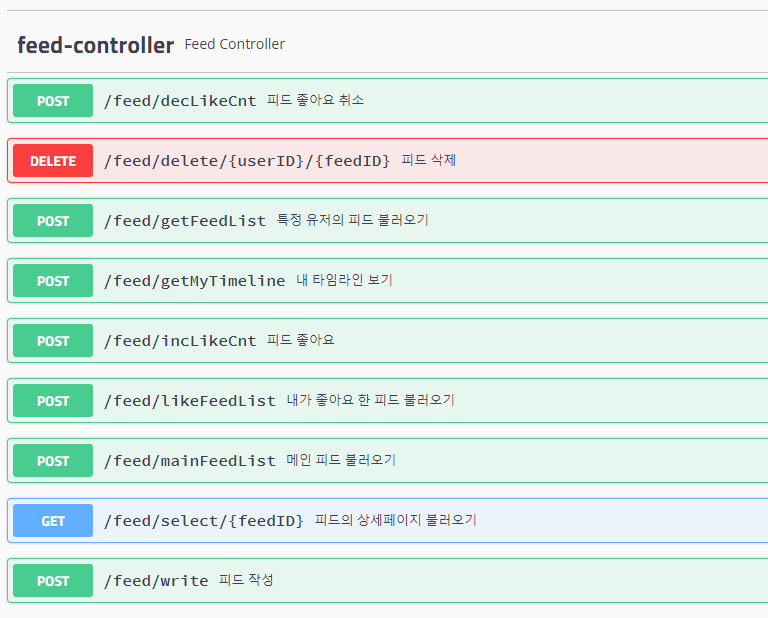 feed-controller Feed Controller
POST /feed/decLikeCnt 피드 좋아요 취소
DELETE /feed/delete/{userID}/{feedID} 피드 삭제
POST /feed/getFeedList 특정 유저의 피드 불러오기
POST /feed/getMyTimeline 내 타임라인 보기
POST /feed/incLikeCnt 피드 좋아요
POST /feed/likeFeedList 내가 좋아요 한 피드 불러오기
POST /feed/mainFeedList 메인 피드 불러오기
GET /feed/select/{feedID} 피드의 상세페이지 불러오기
POST /feed/write 피드 작성